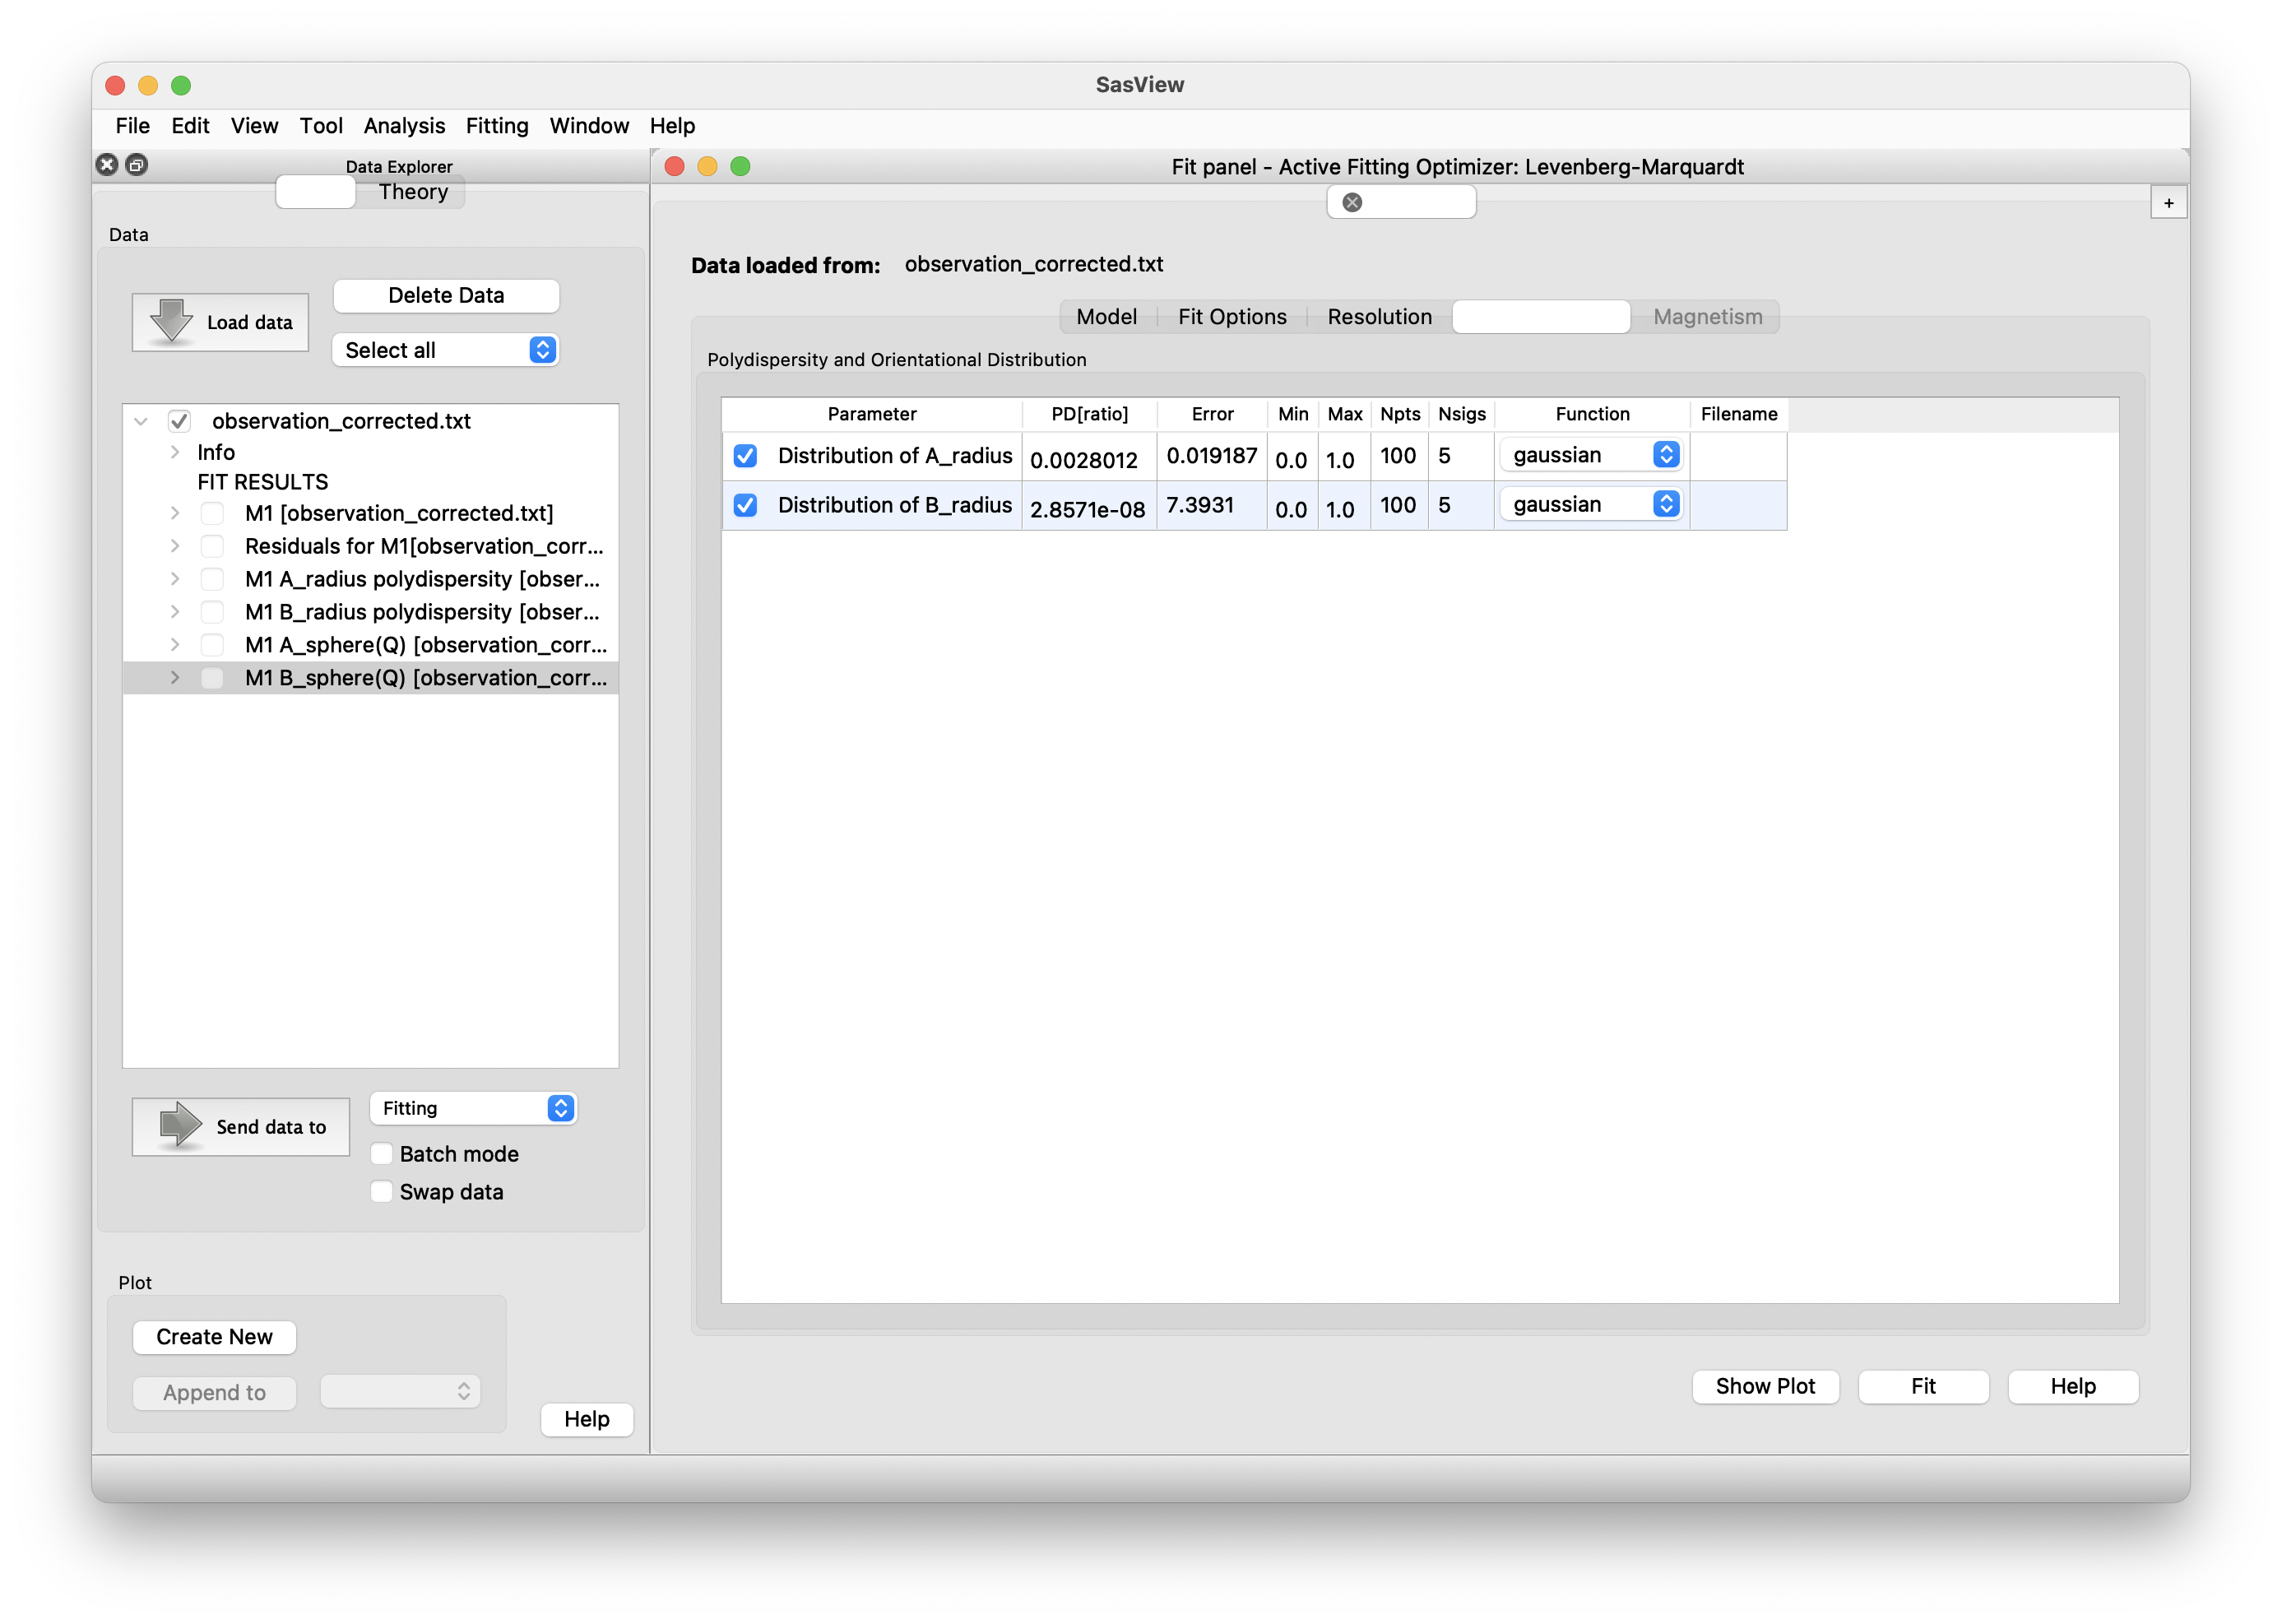 SasView
File Edit View Tool Analysis Fitting Window Help
Data Explorer
Theory
Data
Load data
Delete Data
Select all
observation_corrected.txt
Info
FIT RESULTS
M1 [observation_corrected.txt]
Residuals for M1[observation_corr...
M1 A_radius polydispersity [obser...
M1 B_radius polydispersity [obser...
M1 A_sphere(Q) [observation_corr...
M1 B_sphere(Q) [observation_corr...
Send data to
Fitting
Batch mode
Swap data
Plot
Create New
Append to
Help
Fit panel - Active Fitting Optimizer: Levenberg-Marquardt
+
Data loaded from: observation_corrected.txt
Model Fit Options Resolution Magnetism
Polydispersity and Orientational Distribution
Parameter PD[ratio] Error Min Max Npts Nsigs Function Filename
Distribution of A_radius 0.0028012 0.019187 0.0 1.0 100 5 gaussian
Distribution of B_radius 2.8571e-08 7.3931 0.0 1.0 100 5 gaussian
Show Plot Fit Help